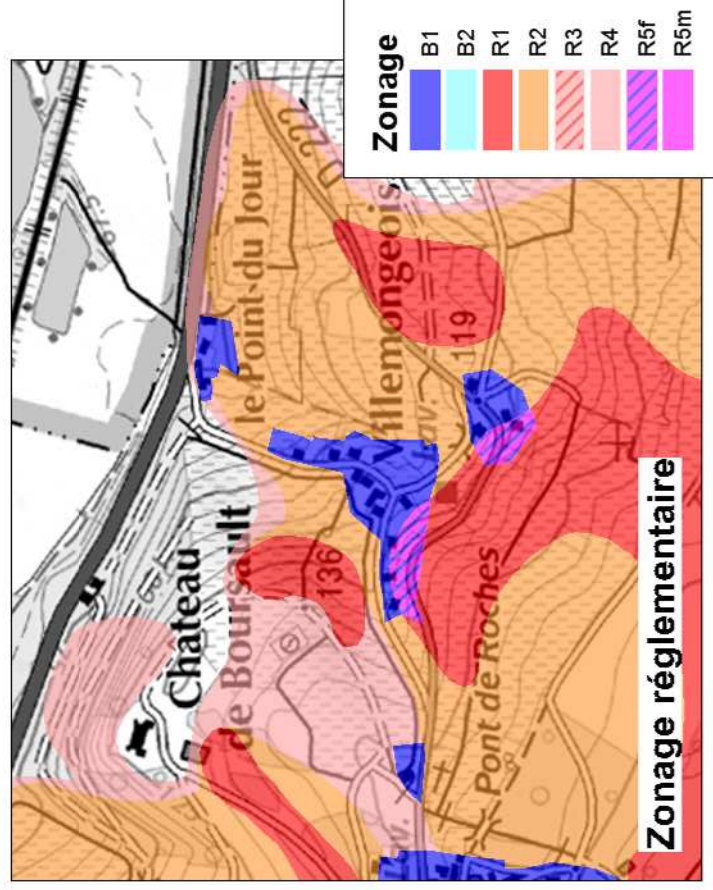 Zonage
B1
B2
R1
R2
R3
R4
R5f
R5m
D 222
le Point-du Jour
Villemongeois
119
Chateau
de Boursault
136
Pont de Roches
Zonage réglementaire